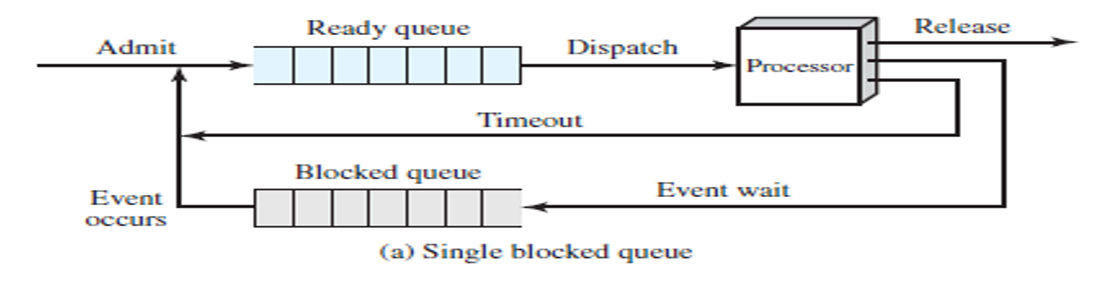 Release
Ready queue
Admit
Dispatch
Processor
Timeout
Blocked queue
Event wait
Event
occurs
(a) Single blocked queue